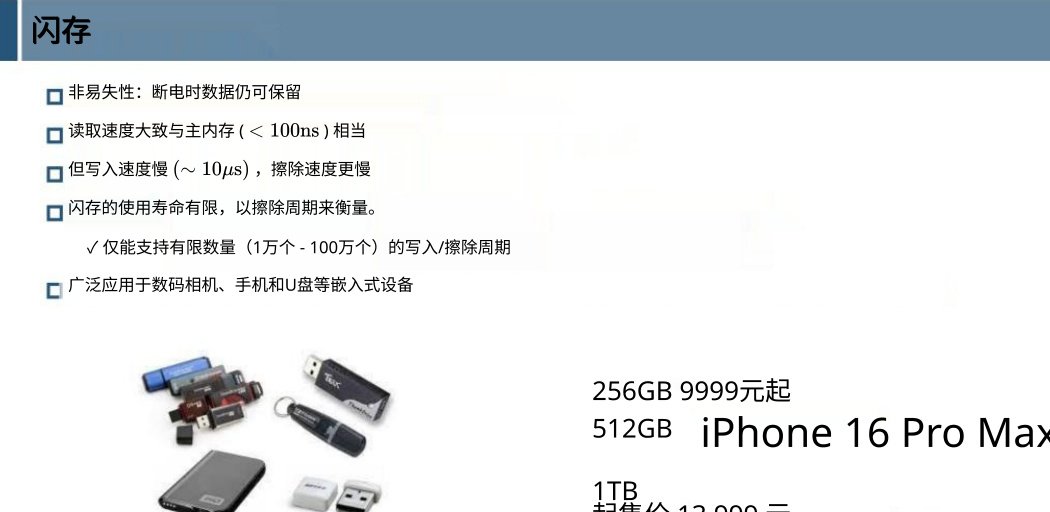 闪存
非易失性：断电时数据仍可保留
读取速度大致与主内存 ( < 100ns ) 相当
但写入速度慢 (∼ 10μs) ，擦除速度更慢
闪存的使用寿命有限，以擦除周期来衡量。
✓ 仅能支持有限数量（1万个 - 100万个）的写入/擦除周期
广泛应用于数码相机、手机和U盘等嵌入式设备
256GB 9999元起
512GB
iPhone 16 Pro Max
1TB
起售价 13,999 元